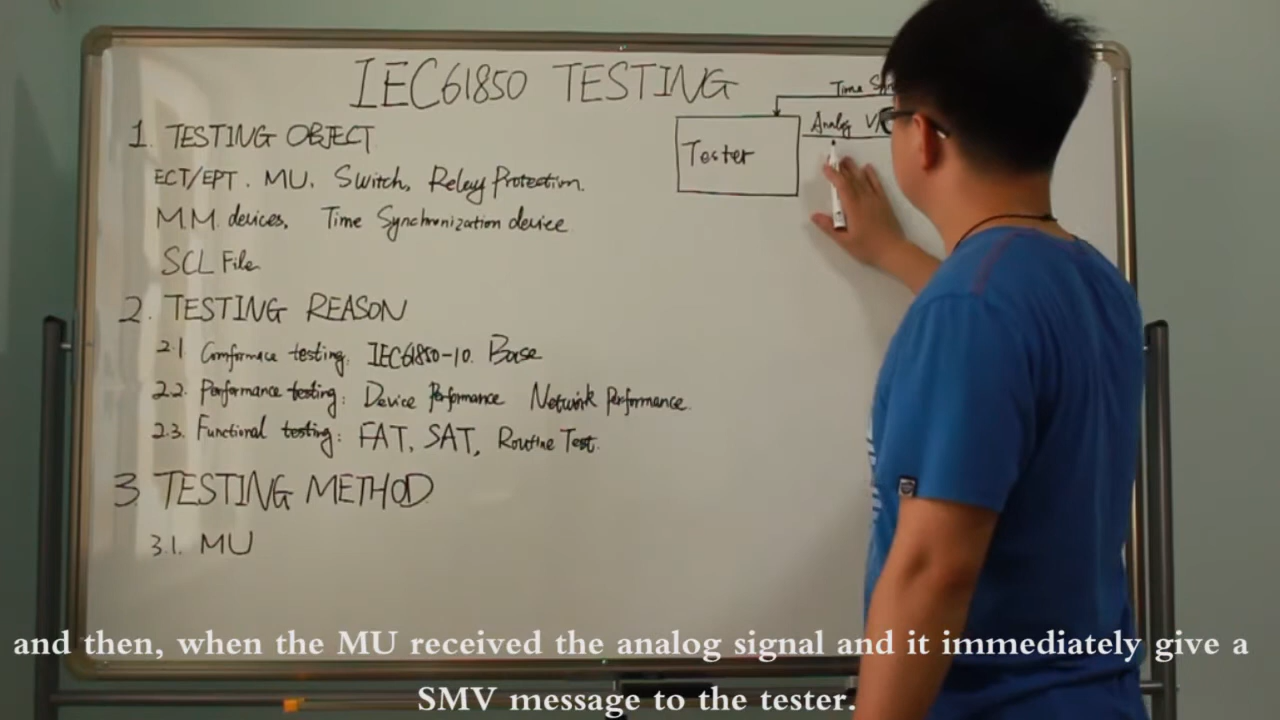 IEC61850 TESTING
1. TESTING OBJECT
ECT/EPT. MU. Switch, Relay Protection.
M.M. devices, Time Synchronization device
SCL File
2. TESTING REASON
2.1 Comformace testing: IEC61850-10. Base
2.2. Performance testing: Device Performance Network Performance.
2.3. Functional testing: FAT, SAT, Routine Test.
3. TESTING METHOD
3.1. MU
Time
Analog
Tester
and then, when the MU received the analog signal and it immediately give a
SMV message to the tester.